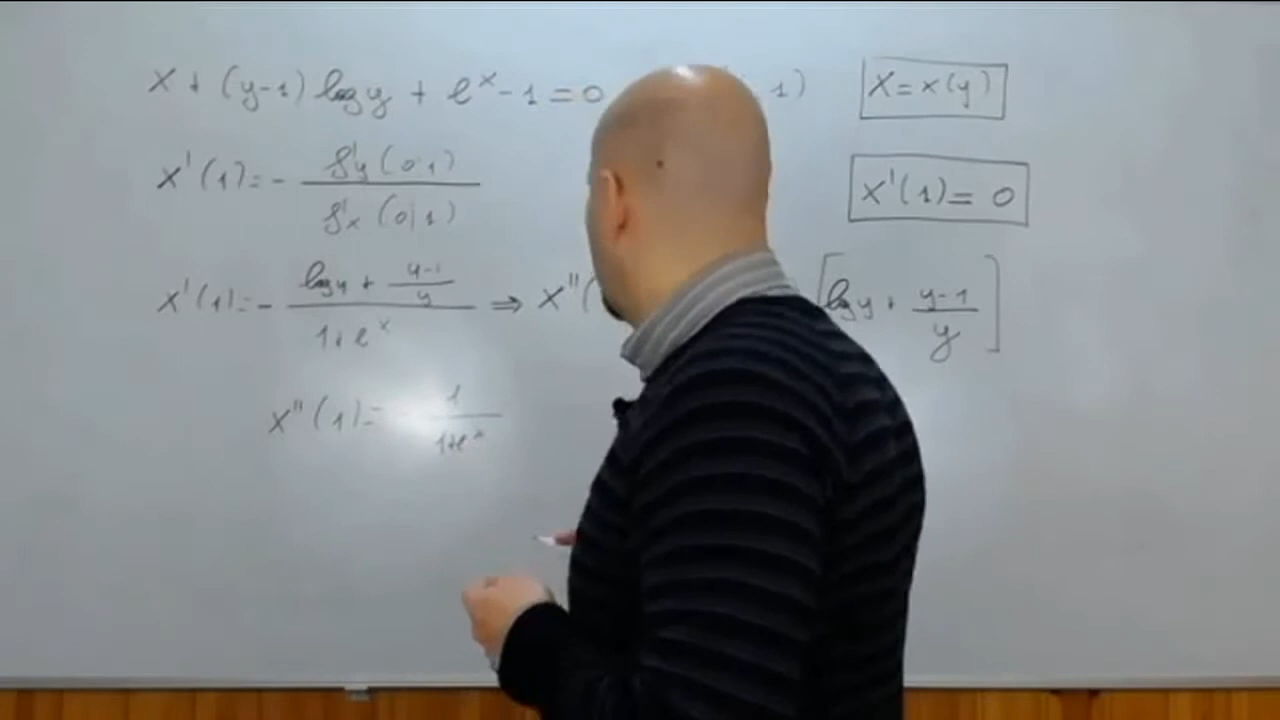 x + (y-1) log y + e^x - 1 = 0 1) x = x(y)
x'(1) = - f'y (0,1) / f'x (0,1) x'(1) = 0
x'(1) = - (log y + (y-1)/y) / (1+e^x) ⇒ x''( [log y + (y-1)/y]
x''(1) = - 1/(1+e^x)